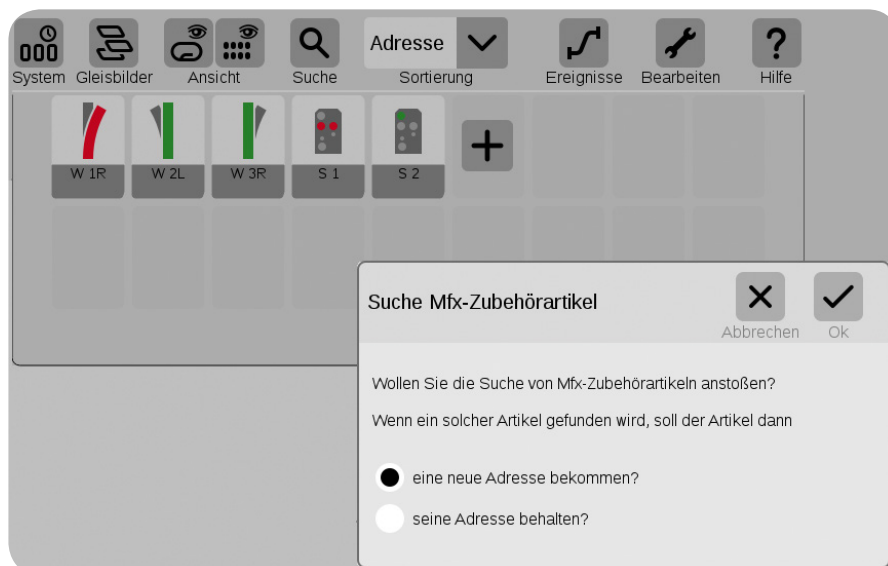 Adresse
System Gleisbilder Ansicht Suche Sortierung Ereignisse Bearbeiten Hilfe
W 1R W 2L W 3R S 1 S 2
Suche Mfx-Zubehörartikel
Abbrechen Ok
Wollen Sie die Suche von Mfx-Zubehörartikeln anstoßen?
Wenn ein solcher Artikel gefunden wird, soll der Artikel dann
eine neue Adresse bekommen?
seine Adresse behalten?